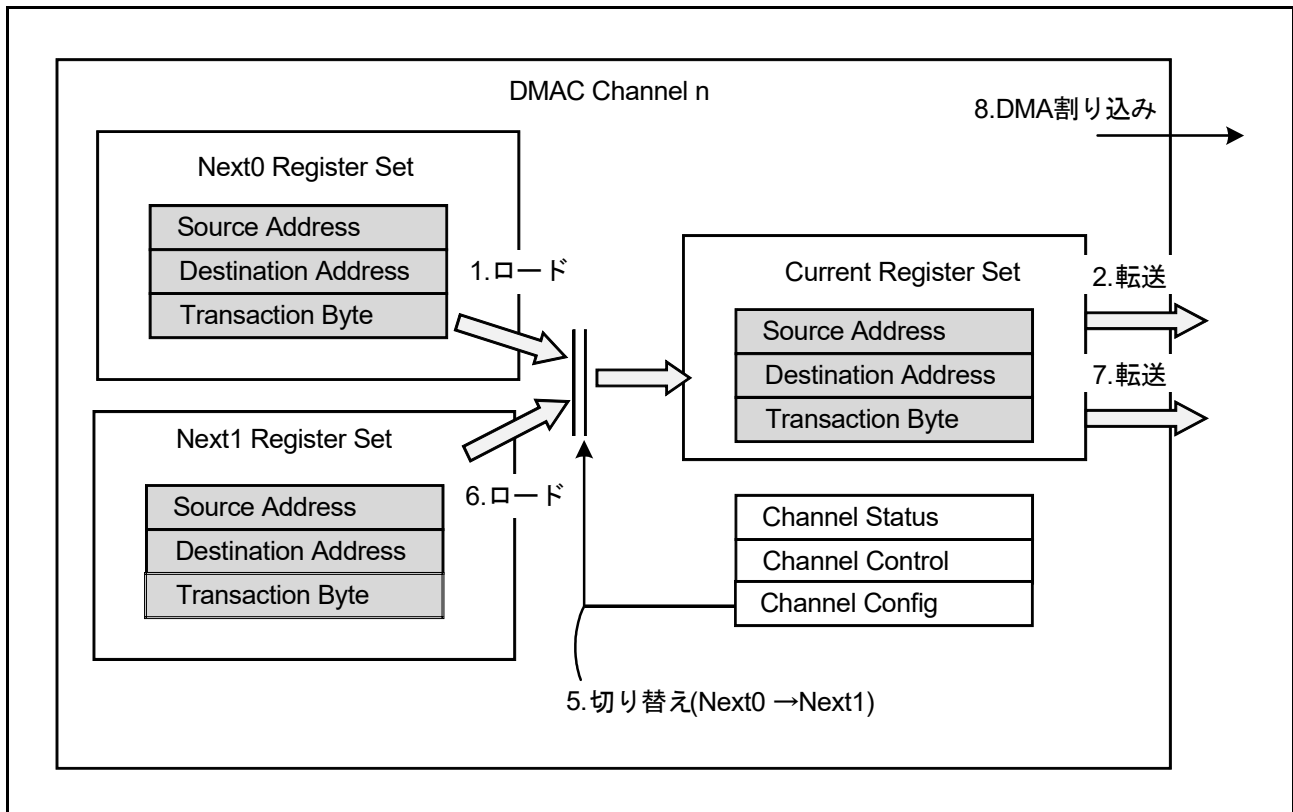 DMAC Channel n
8.DMA割り込み
Next0 Register Set
Source Address
Destination Address
Transaction Byte
1.ロード
Current Register Set
Source Address
Destination Address
Transaction Byte
2.転送
7.転送
Next1 Register Set
Source Address
Destination Address
Transaction Byte
6.ロード
Channel Status
Channel Control
Channel Config
5.切り替え(Next0 →Next1)